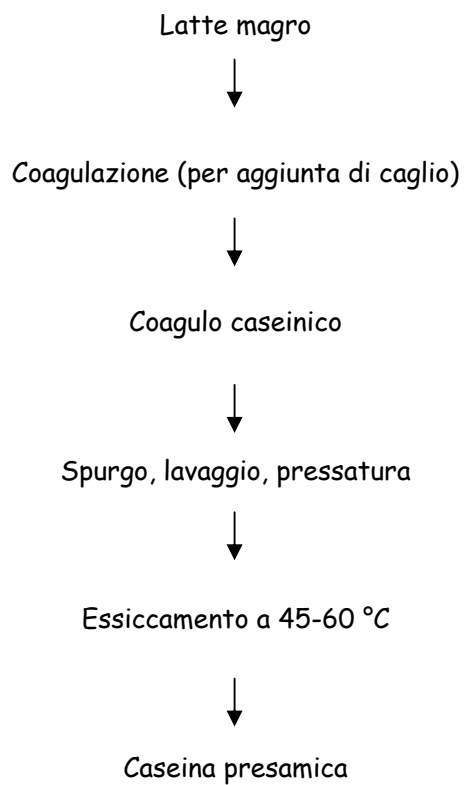 Latte magro
Coagulazione (per aggiunta di caglio)
Coagulo caseinico
Spurgo, lavaggio, pressatura
Essiccamento a 45-60 °C
Caseina presamica